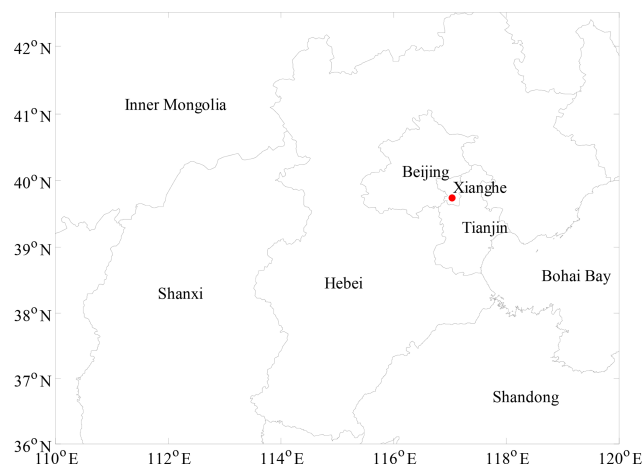 42°N
41°N
Inner Mongolia
40°N
Beijing
Xianghe
39°N
Tianjin
Bohai Bay
Hebei
Shanxi
38°N
37°N
Shandong
36°N
110°E 112°E 114°E 116°E 118°E 120°E